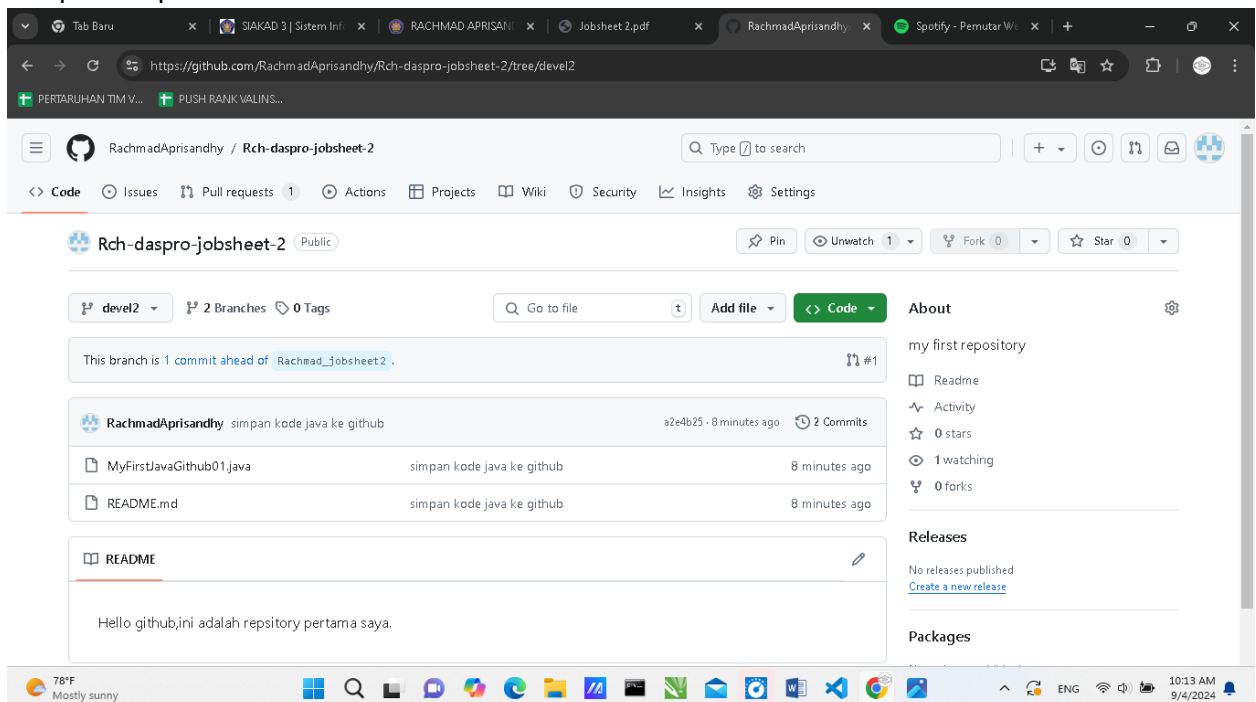 Tab Baru
SIAKAD 3 | Sistem Info
RACHMAD APRISAN
Jobsheet 2.pdf
RachmadAprisandhy
Spotify - Pemutar We
https://github.com/RachmadAprisandhy/Rch-daspro-jobsheet-2/tree/devel2
PERTARUHAN TIM V...
PUSH RANK VALINS...
RachmadAprisandhy / Rch-daspro-jobsheet-2
Type / to search
Code Issues Pull requests 1 Actions Projects Wiki Security Insights Settings
Rch-daspro-jobsheet-2 Public
Pin Unwatch 1 Fork 0 Star 0
devel2 2 Branches 0 Tags
Go to file t Add file Code
This branch is 1 commit ahead of Rachmad_jobsheet2 .
#1
RachmadAprisandhy simpan kode java ke github a2e4b25 · 8 minutes ago 2 Commits
MyFirstJavaGithub01.java simpan kode java ke github 8 minutes ago
README.md simpan kode java ke github 8 minutes ago
README
Hello github,ini adalah repsitory pertama saya.
About
my first repository
Readme
Activity
0 stars
1 watching
0 forks
Releases
No releases published
Create a new release
Packages
78°F
Mostly sunny
ENG
10:13 AM
9/4/2024